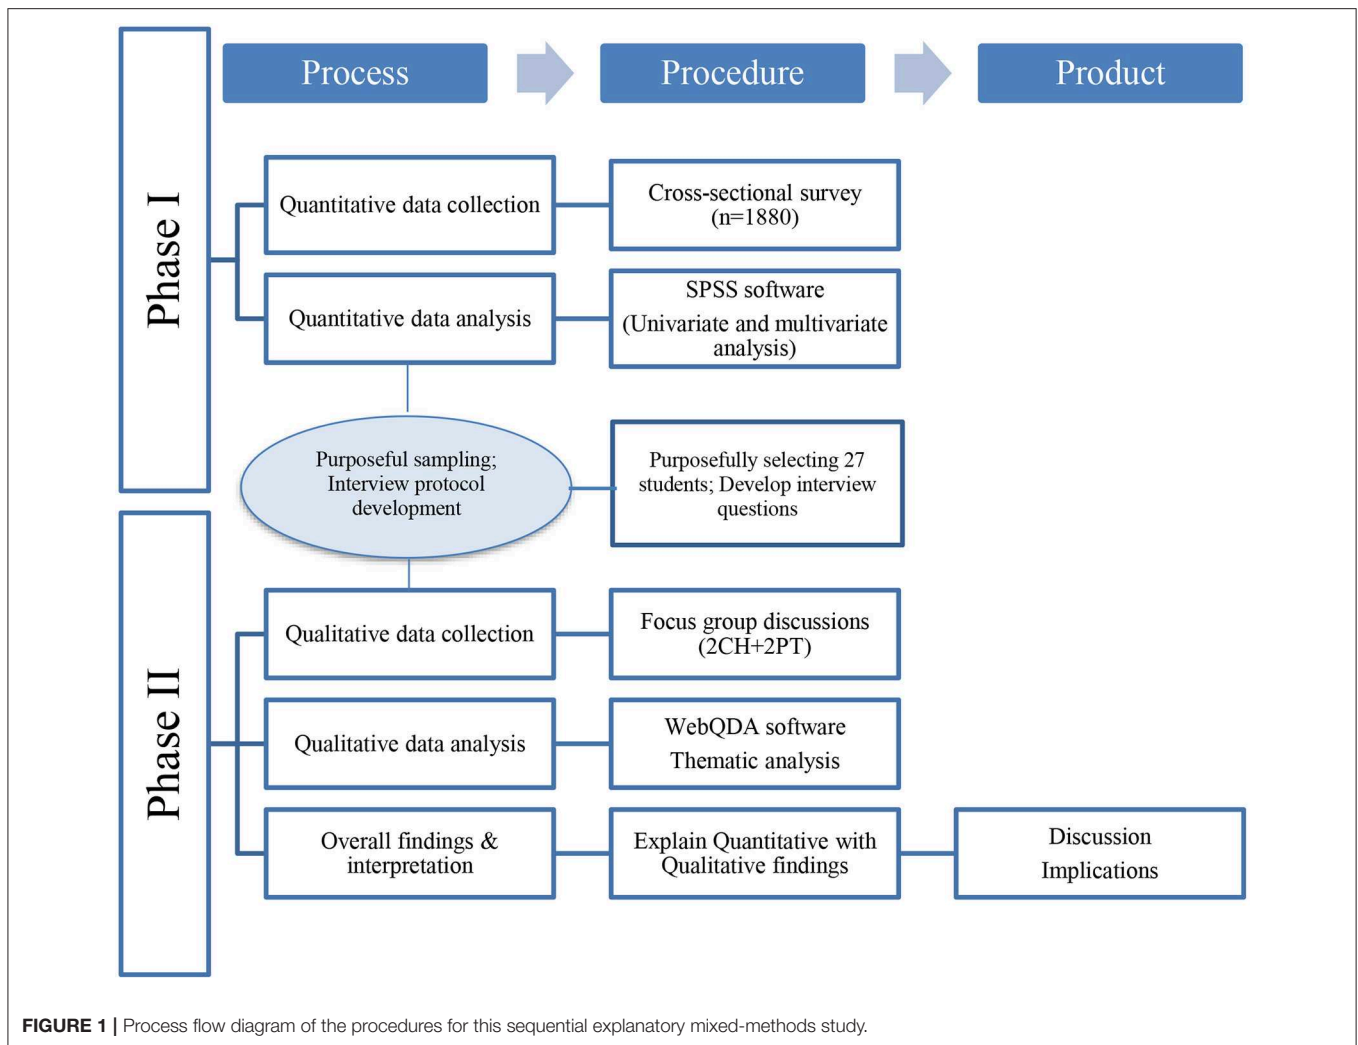 Process
Procedure
Product
Phase I
Quantitative data collection
Cross-sectional survey
(n=1880)
Quantitative data analysis
SPSS software
(Univariate and multivariate
analysis)
Purposeful sampling;
Interview protocol
development
Purposefully selecting 27
students; Develop interview
questions
Phase II
Qualitative data collection
Focus group discussions
(2CH+2PT)
Qualitative data analysis
WebQDA software
Thematic analysis
Overall findings &
interpretation
Explain Quantitative with
Qualitative findings
Discussion
Implications
FIGURE 1 | Process flow diagram of the procedures for this sequential explanatory mixed-methods study.